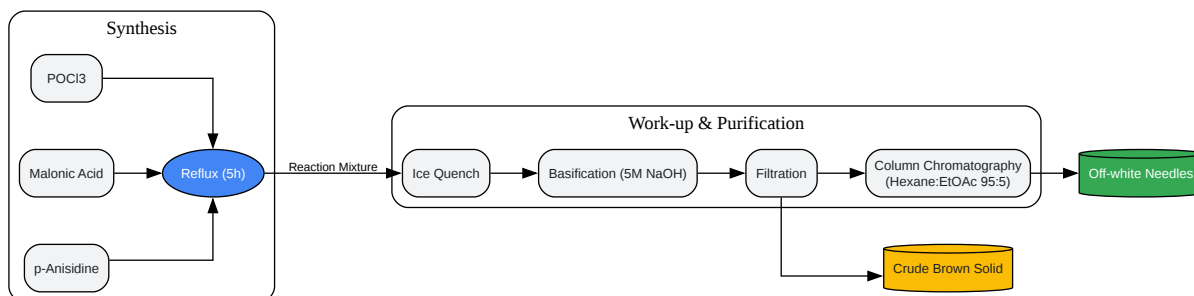 Synthesis
POCl3
Malonic Acid
Reflux (5h)
p-Anisidine
Reaction Mixture
Work-up & Purification
Ice Quench
Basification (5M NaOH)
Filtration
Column Chromatography
(Hexane:EtOAc 95:5)
Off-white Needles
Crude Brown Solid